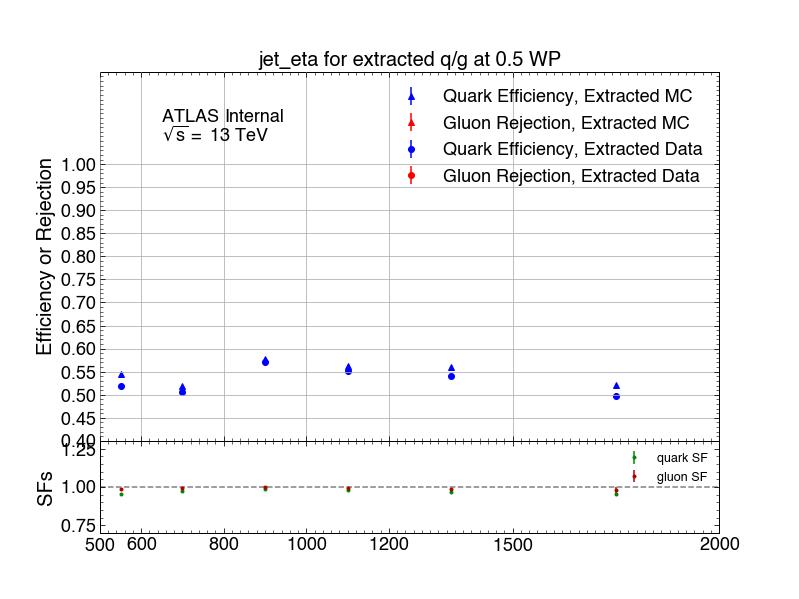 jet_eta for extracted q/g at 0.5 WP
ATLAS Internal
√s = 13 TeV
Quark Efficiency, Extracted MC
Gluon Rejection, Extracted MC
Quark Efficiency, Extracted Data
Gluon Rejection, Extracted Data
Efficiency or Rejection
1.00
0.95
0.90
0.85
0.80
0.75
0.70
0.65
0.60
0.55
0.50
0.45
0.40
SFs
1.25
1.00
0.75
quark SF
gluon SF
500 600 800 1000 1200 1500 2000